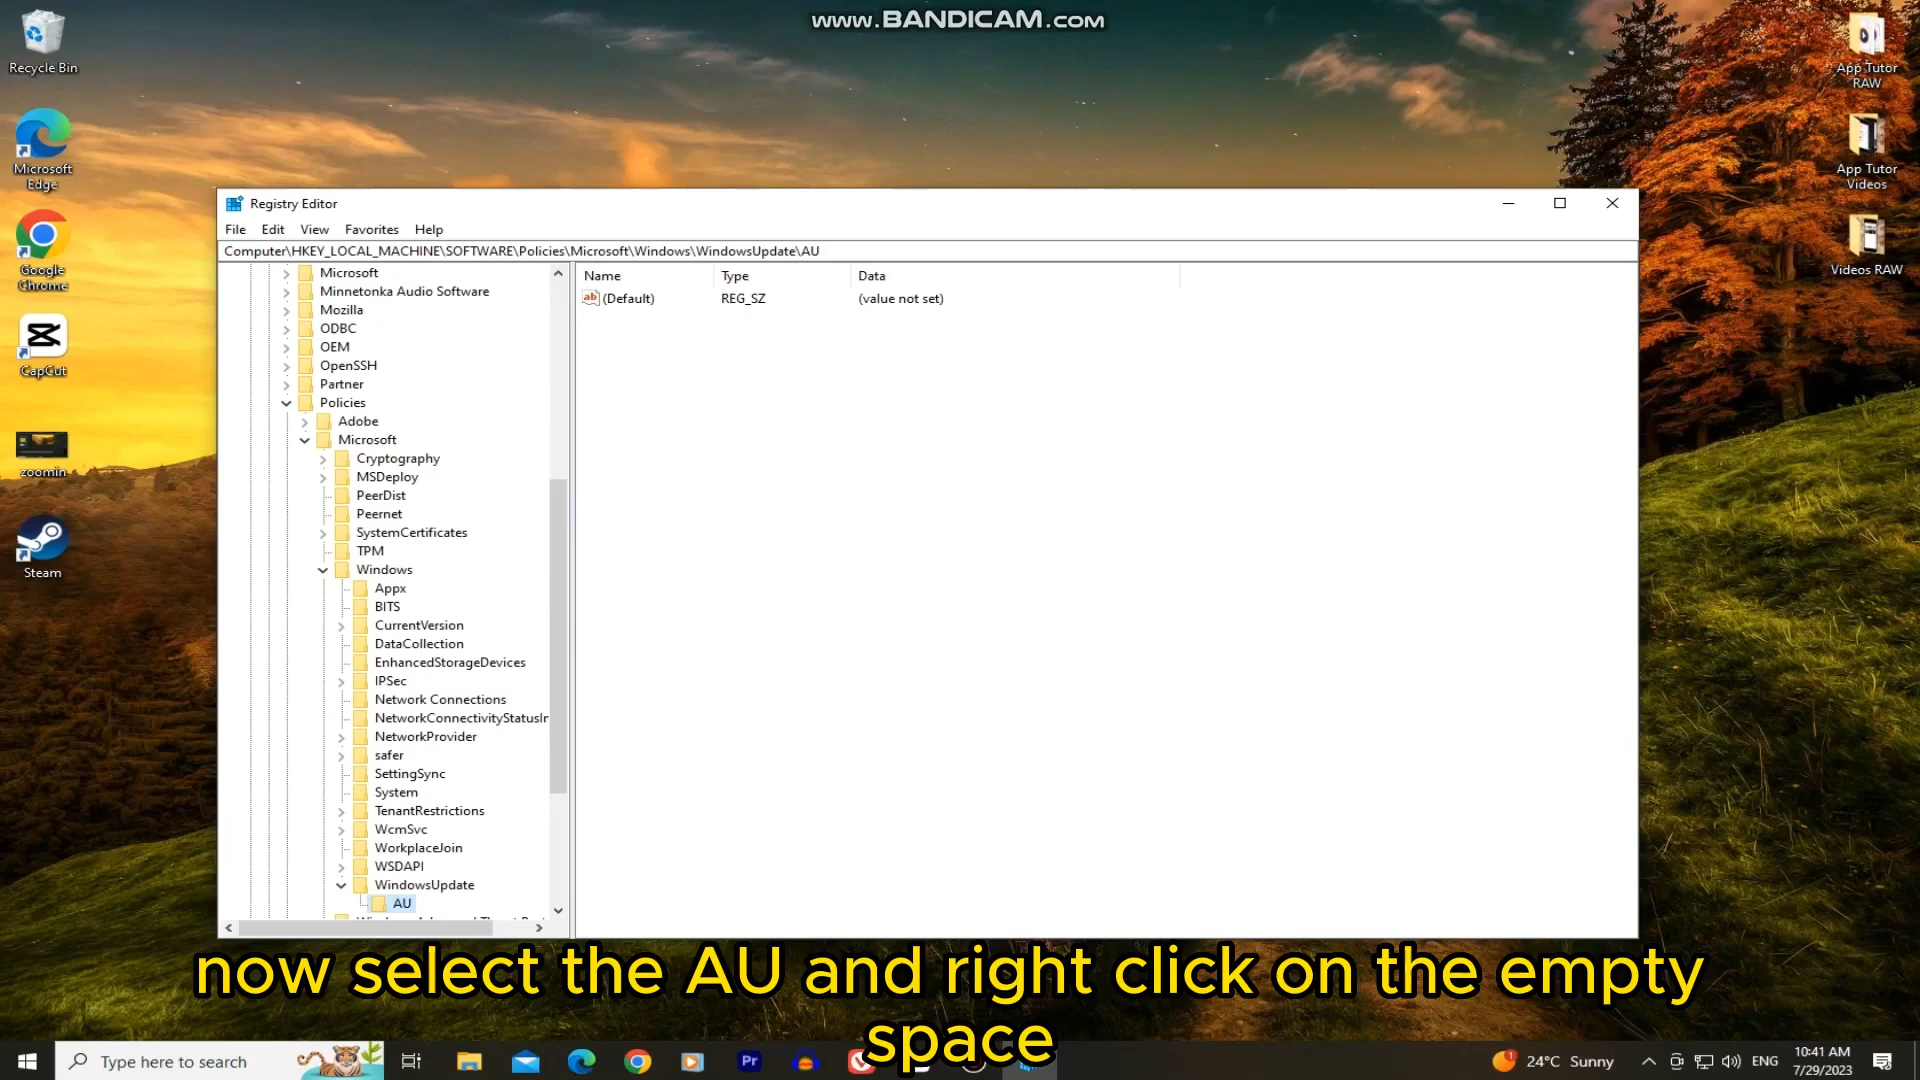 www.BANDICAM.com
Recycle Bin
Microsoft
Edge
Google
Chrome
CapCut
zoomin
Steam
App Tutor
RAW
App Tutor
Videos
Videos RAW
Registry Editor
File Edit View Favorites Help
Computer\HKEY_LOCAL_MACHINE\SOFTWARE\Policies\Microsoft\Windows\WindowsUpdate\AU
Microsoft
Minnetonka Audio Software
Mozilla
ODBC
OEM
OpenSSH
Partner
Policies
Adobe
Microsoft
Cryptography
MSDeploy
PeerDist
Peernet
SystemCertificates
TPM
Windows
Appx
BITS
CurrentVersion
DataCollection
EnhancedStorageDevices
IPSec
Network Connections
NetworkConnectivityStatusIr
NetworkProvider
safer
SettingSync
System
TenantRestrictions
WcmSvc
WorkplaceJoin
WSDAPI
WindowsUpdate
AU
Name Type Data
ab (Default) REG_SZ (value not set)
now select the AU and right click on the empty
space
Type here to search
Pr
1
24°C Sunny
ENG
10:41 AM
7/29/2023